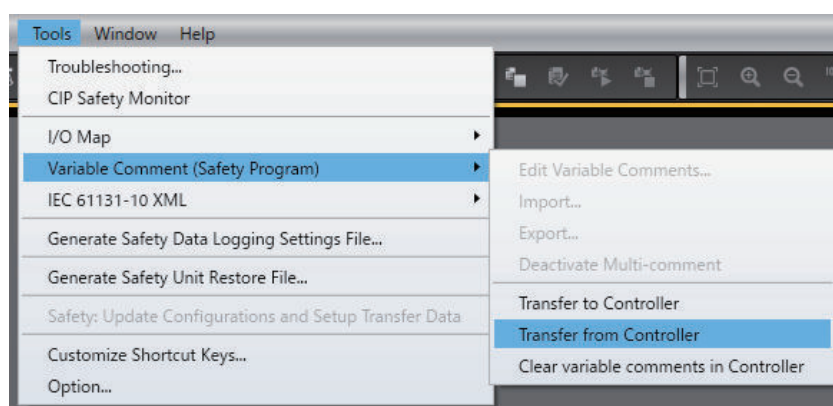 Tools Window Help
Troubleshooting...
CIP Safety Monitor
I/O Map
Variable Comment (Safety Program)
IEC 61131-10 XML
Generate Safety Data Logging Settings File...
Generate Safety Unit Restore File...
Safety: Update Configurations and Setup Transfer Data
Customize Shortcut Keys...
Option...
Edit Variable Comments...
Import...
Export...
Deactivate Multi-comment
Transfer to Controller
Transfer from Controller
Clear variable comments in Controller